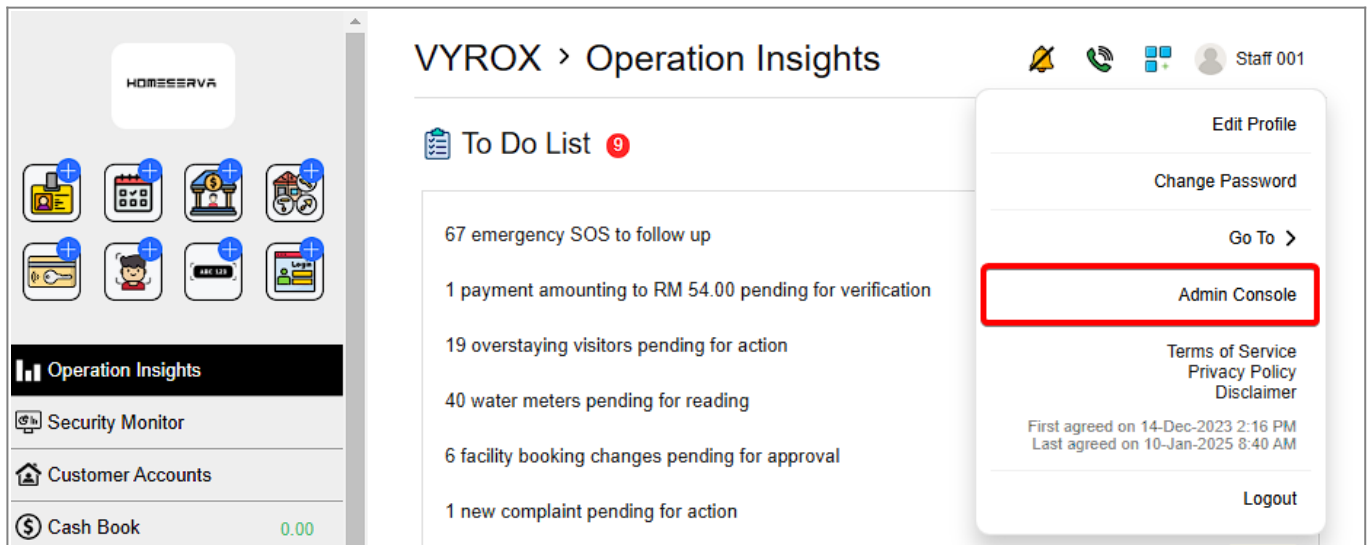 HOMESERVA
ABC 123
Login
Operation Insights
Security Monitor
Customer Accounts
Cash Book 0.00
VYROX > Operation Insights
Staff 001
To Do List 9
67 emergency SOS to follow up
1 payment amounting to RM 54.00 pending for verification
19 overstaying visitors pending for action
40 water meters pending for reading
6 facility booking changes pending for approval
1 new complaint pending for action
Edit Profile
Change Password
Go To >
Admin Console
Terms of Service
Privacy Policy
Disclaimer
First agreed on 14-Dec-2023 2:16 PM
Last agreed on 10-Jan-2025 8:40 AM
Logout